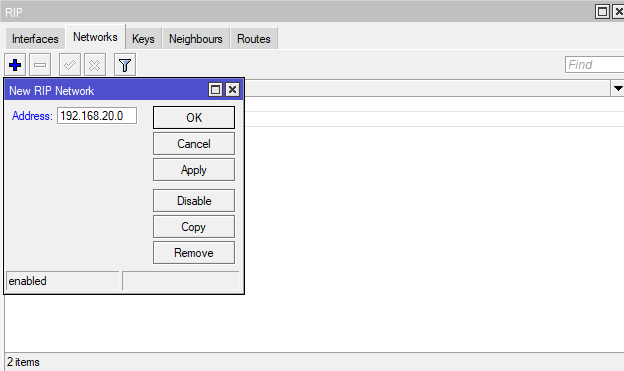 RIP
Interfaces Networks Keys Neighbours Routes
Find
New RIP Network
Address: 192.168.20.0
OK
Cancel
Apply
Disable
Copy
Remove
enabled
2 items